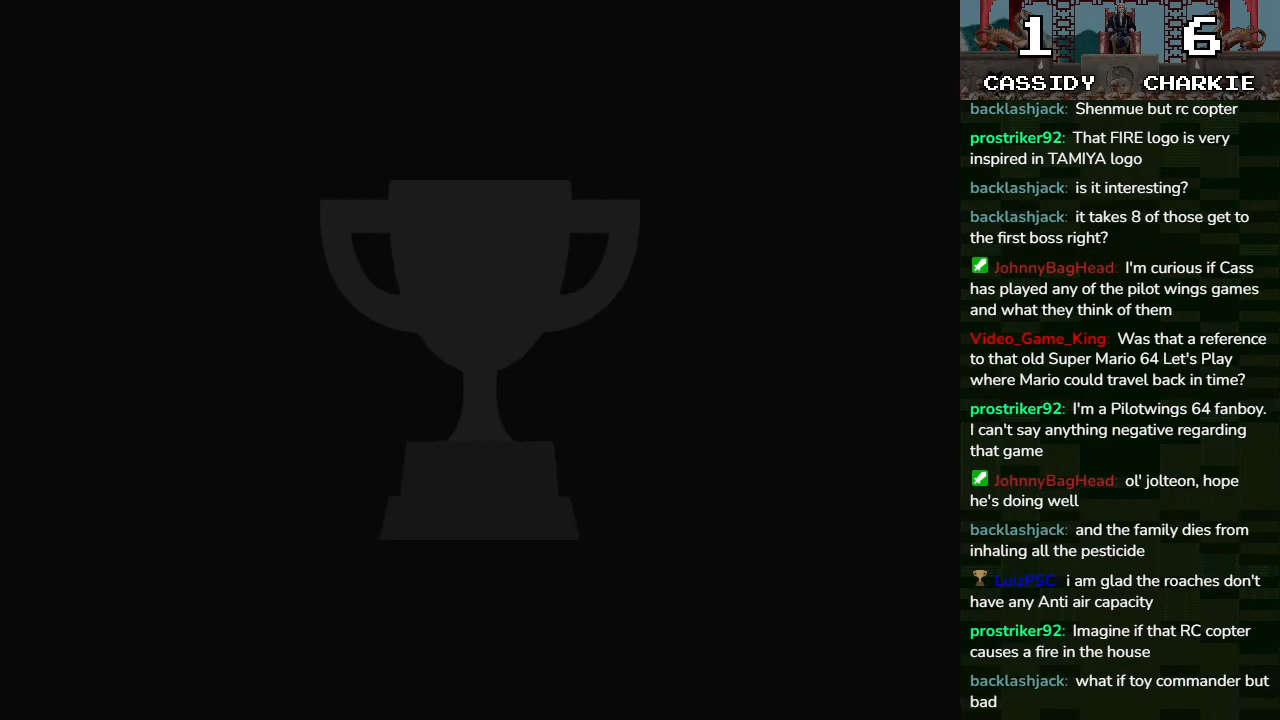 1 6
CASSIDY CHARKIE
backlashjack: Shenmue but rc copter
prostriker92: That FIRE logo is very
inspired in TAMIYA logo
backlashjack: is it interesting?
backlashjack: it takes 8 of those get to
the first boss right?
JohnnyBagHead: I'm curious if Cass
has played any of the pilot wings games
and what they think of them
Video_Game_King: Was that a reference
to that old Super Mario 64 Let's Play
where Mario could travel back in time?
prostriker92: I'm a Pilotwings 64 fanboy.
I can't say anything negative regarding
that game
JohnnyBagHead: ol' jolteon, hope
he's doing well
backlashjack: and the family dies from
inhaling all the pesticide
LuizPSC: i am glad the roaches don't
have any Anti air capacity
prostriker92: Imagine if that RC copter
causes a fire in the house
backlashjack: what if toy commander but
bad